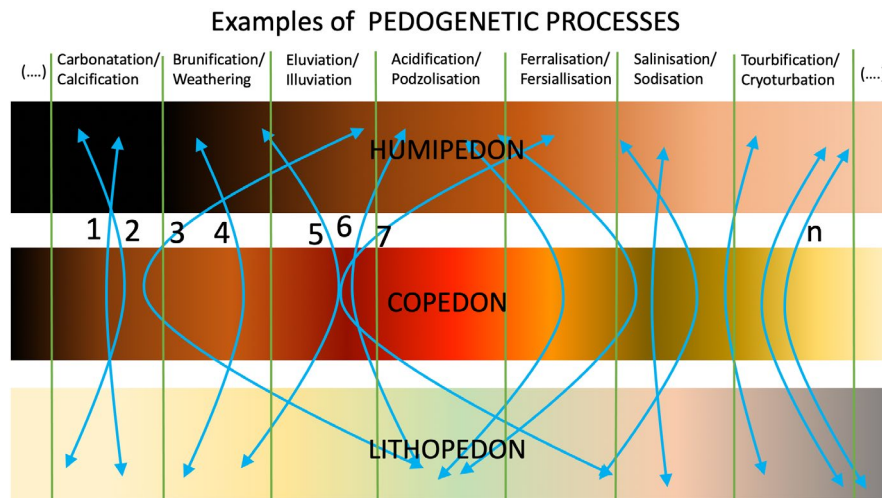 Examples of PEDOGENETIC PROCESSES
(....)
Carbonatation/
Calcification
Brunification/
Weathering
Eluviation/
Illuviation
Acidification/
Podzolisation
Ferralisation/
Fersiallisation
Salinisation/
Sodisation
Tourbification/
Cryoturbation
(....)
HUMIPEDON
1 2 3 4 5 6 7 n
COPEDON
LITHOPEDON